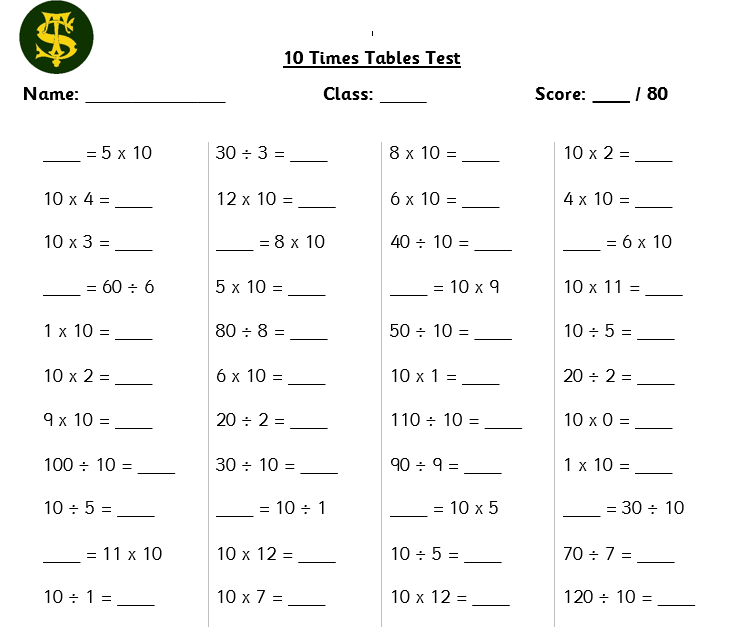 10 Times Tables Test
Name: _______________ Class: _____ Score: ____ / 80
____ = 5 x 10 30 ÷ 3 = ____ 8 x 10 = ____ 10 x 2 = ____
10 x 4 = ____ 12 x 10 = ____ 6 x 10 = ____ 4 x 10 = ____
10 x 3 = ____ ____ = 8 x 10 40 ÷ 10 = ____ ____ = 6 x 10
____ = 60 ÷ 6 5 x 10 = ____ ____ = 10 x 9 10 x 11 = ____
1 x 10 = ____ 80 ÷ 8 = ____ 50 ÷ 10 = ____ 10 ÷ 5 = ____
10 x 2 = ____ 6 x 10 = ____ 10 x 1 = ____ 20 ÷ 2 = ____
9 x 10 = ____ 20 ÷ 2 = ____ 110 ÷ 10 = ____ 10 x 0 = ____
100 ÷ 10 = ____ 30 ÷ 10 = ____ 90 ÷ 9 = ____ 1 x 10 = ____
10 ÷ 5 = ____ ____ = 10 ÷ 1 ____ = 10 x 5 ____ = 30 ÷ 10
____ = 11 x 10 10 x 12 = ____ 10 ÷ 5 = ____ 70 ÷ 7 = ____
10 ÷ 1 = ____ 10 x 7 = ____ 10 x 12 = ____ 120 ÷ 10 = ____